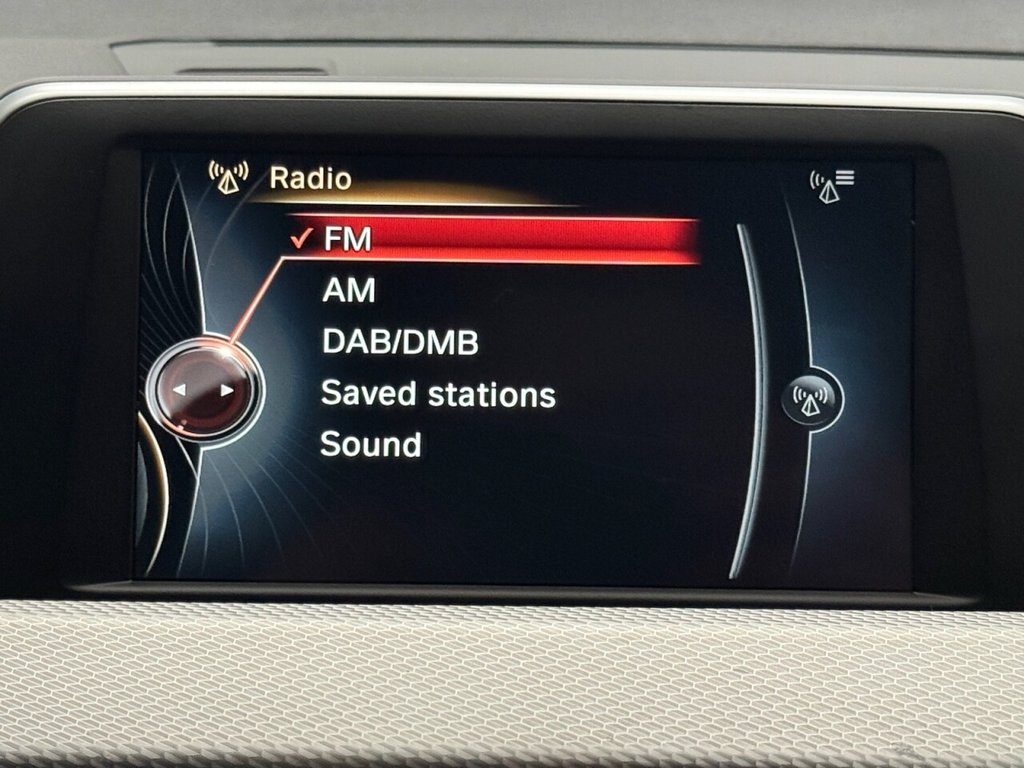 Radio
FM
AM
DAB/DMB
Saved stations
Sound